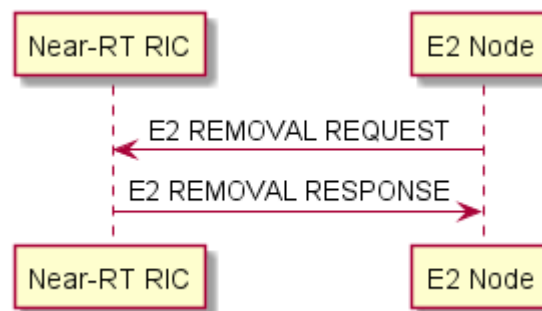 Near-RT RIC
E2 Node
E2 REMOVAL REQUEST
E2 REMOVAL RESPONSE
Near-RT RIC
E2 Node